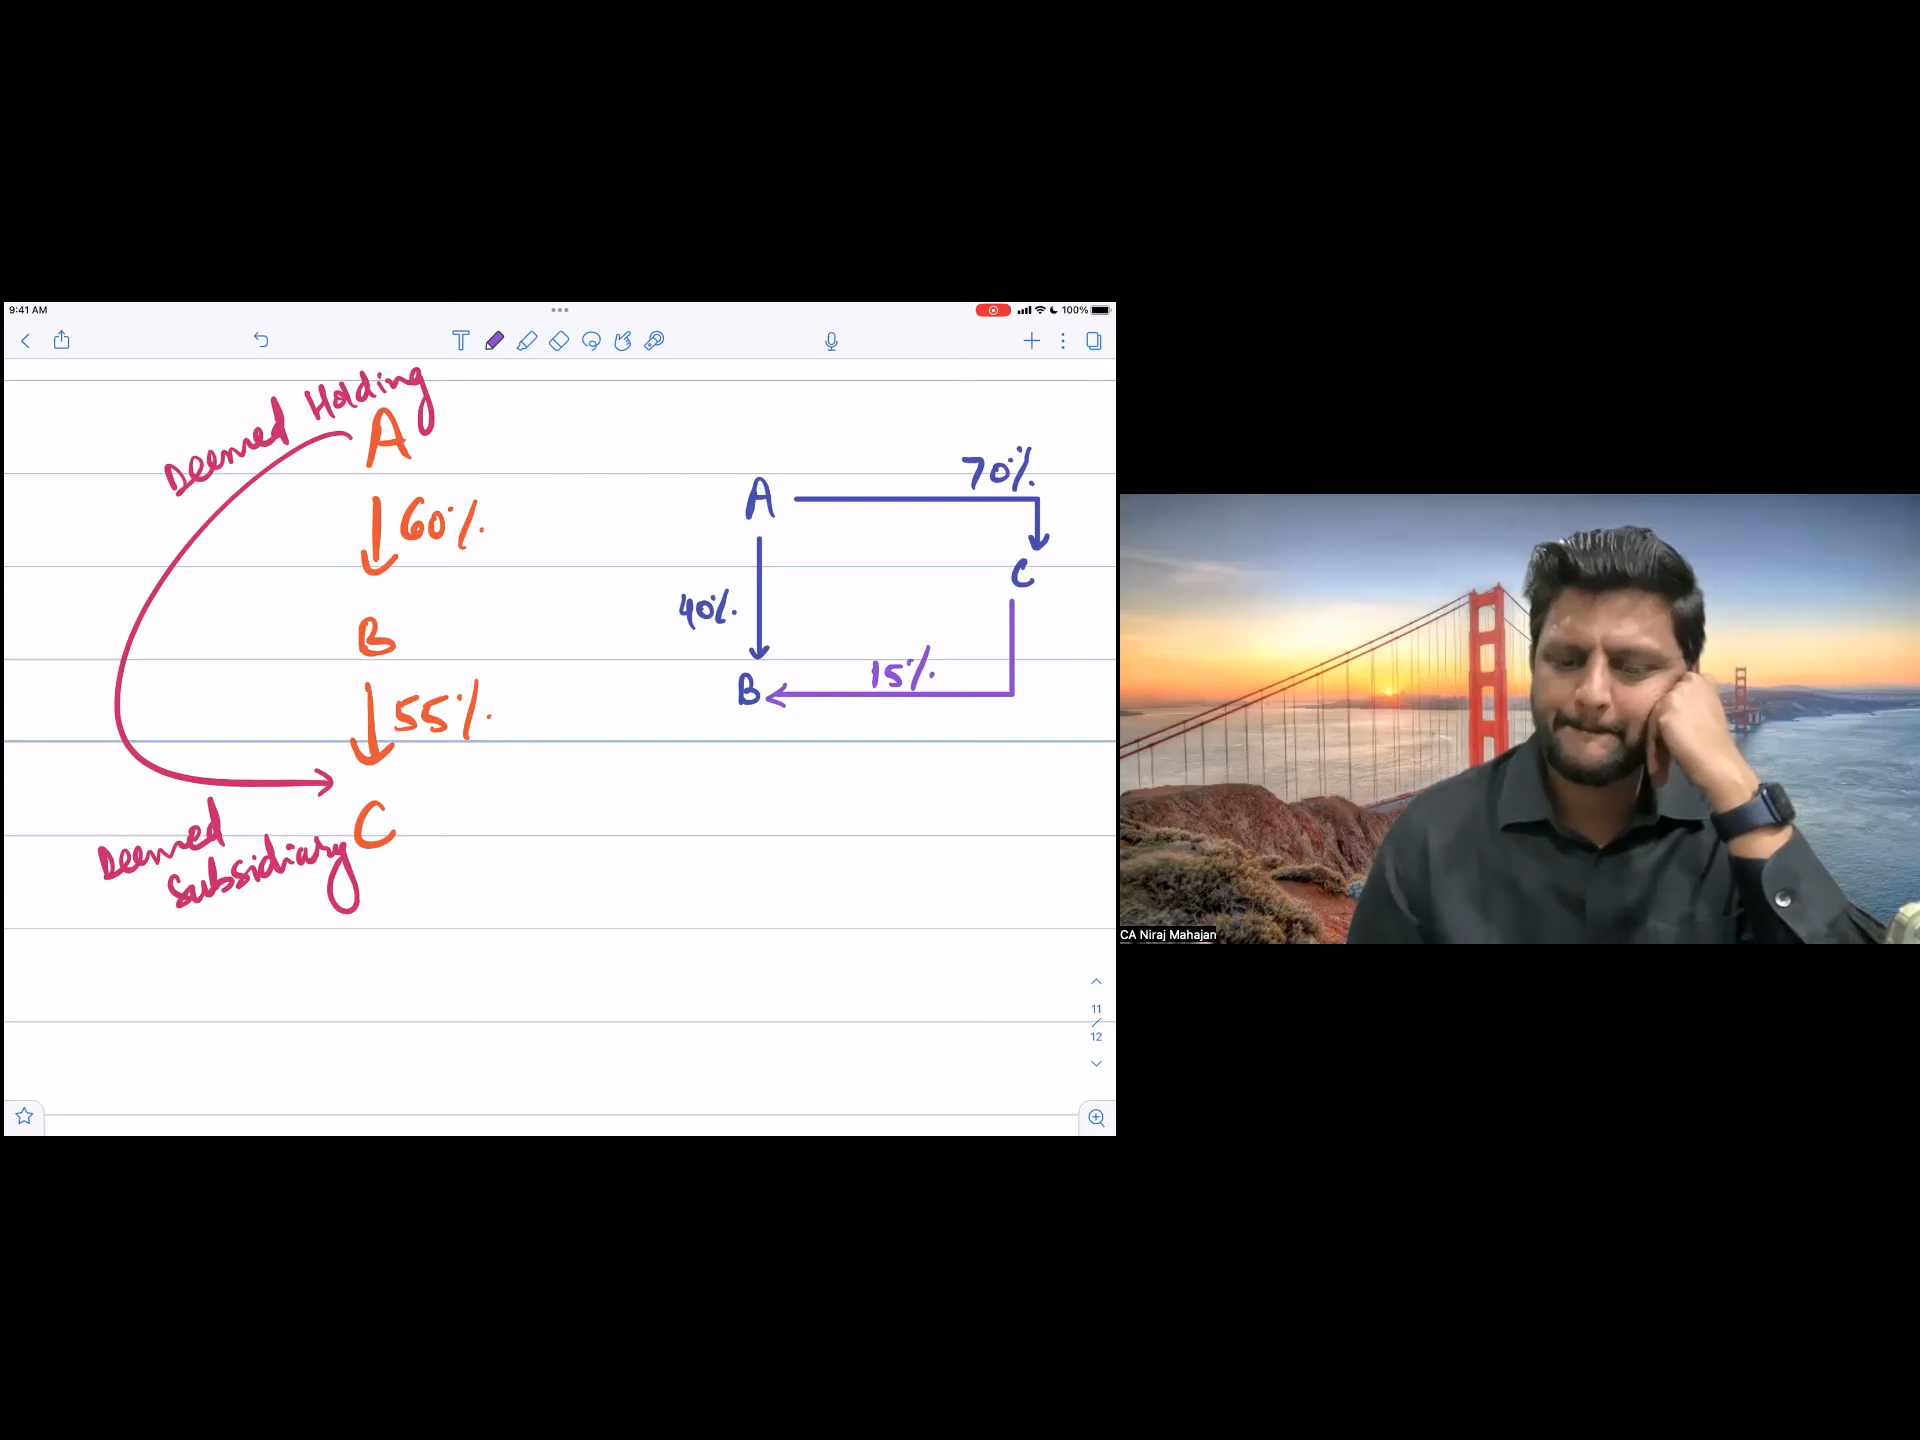 9:41 AM
100%
Deemed Holding
A
60%
B
55%
C
Deemed
Subsidiary
70%
A
C
40%
15%
B
11
/
12
CA Niraj Mahajan